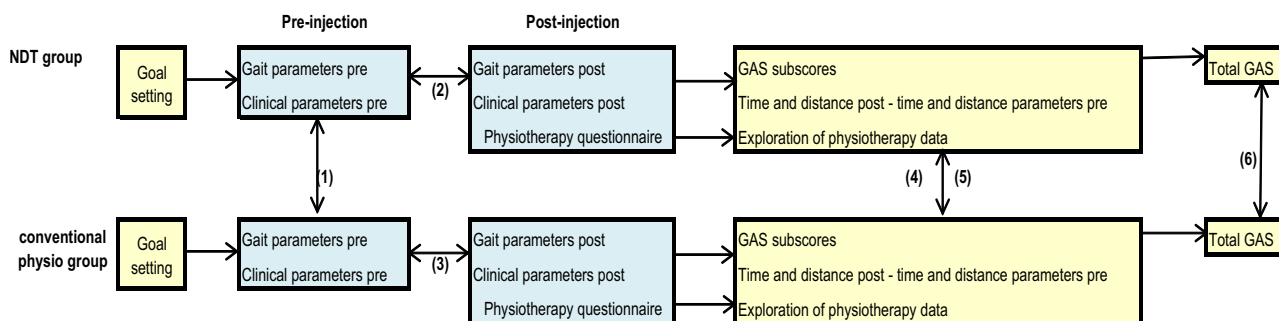 Pre-injection
Post-injection
NDT group
Goal
setting
Gait parameters pre
Clinical parameters pre
(2)
Gait parameters post
Clinical parameters post
Physiotherapy questionnaire
GAS subscores
Time and distance post - time and distance parameters pre
Exploration of physiotherapy data
Total GAS
(1)
(4)
(5)
(6)
conventional
physio group
Goal
setting
Gait parameters pre
Clinical parameters pre
(3)
Gait parameters post
Clinical parameters post
Physiotherapy questionnaire
GAS subscores
Time and distance post - time and distance parameters pre
Exploration of physiotherapy data
Total GAS